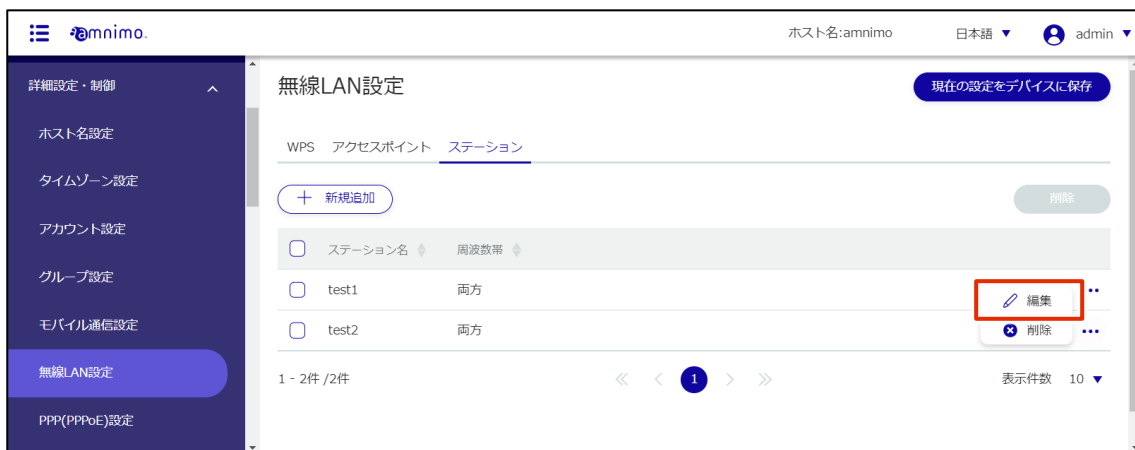 amnimo.
ホスト名:amnimo
日本語 ▼
admin ▼
詳細設定・制御
ホスト名設定
タイムゾーン設定
アカウント設定
グループ設定
モバイル通信設定
無線LAN設定
PPP(PPPoE)設定
無線LAN設定
現在の設定をデバイスに保存
WPS アクセスポイント ステーション
+ 新規追加
削除
ステーション名 周波数帯
test1 両方
編集
test2 両方
削除
1 - 2件 /2件
≪ < 1 > ≫
表示件数 10 ▼